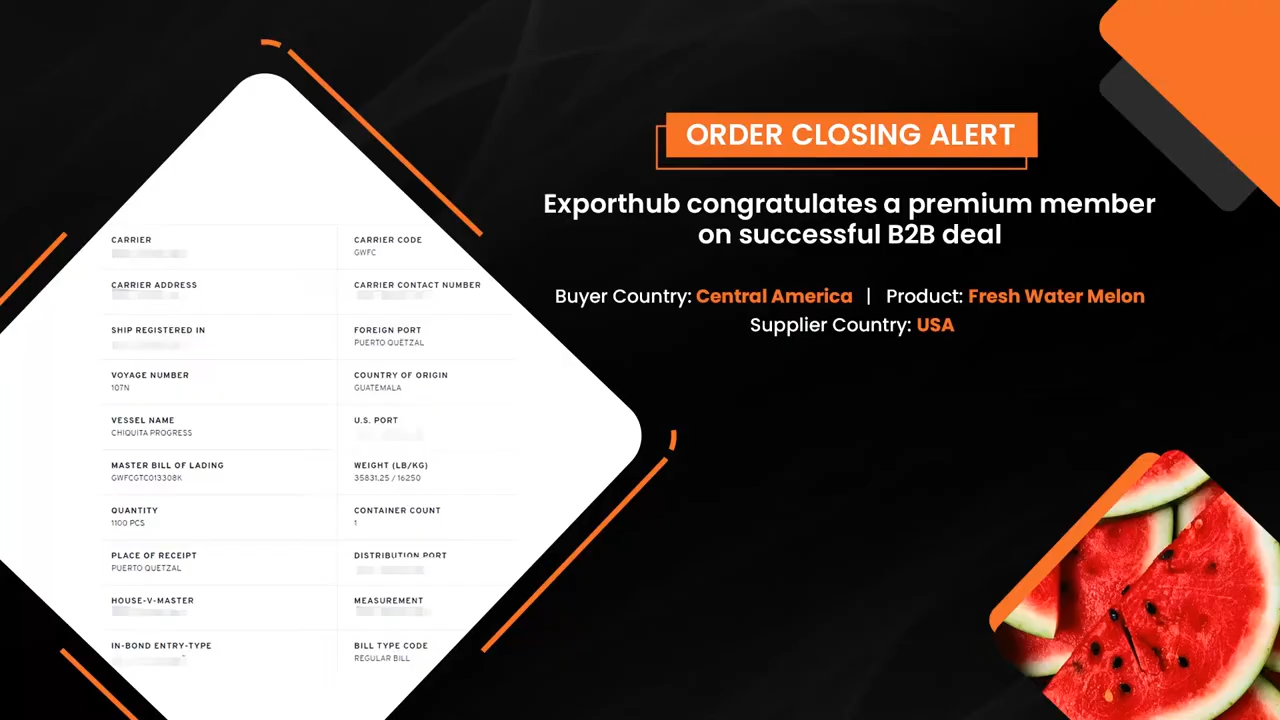 ORDER CLOSING ALERT
Exporthub congratulates a premium member
on successful B2B deal
Buyer Country: Central America | Product: Fresh Water Melon
Supplier Country: USA
CARRIER
CARRIER CODE
GWFC
CARRIER ADDRESS
CARRIER CONTACT NUMBER
SHIP REGISTERED IN
FOREIGN PORT
PUERTO QUETZAL
VOYAGE NUMBER
107N
COUNTRY OF ORIGIN
GUATEMALA
VESSEL NAME
CHIQUITA PROGRESS
U.S. PORT
MASTER BILL OF LADING
GWFCGTC013308K
WEIGHT (LB/KG)
35831.25 / 16250
QUANTITY
1100 PCS
CONTAINER COUNT
1
PLACE OF RECEIPT
PUERTO QUETZAL
DISTRIBUTION PORT
HOUSE-V-MASTER
MEASUREMENT
IN-BOND ENTRY-TYPE
BILL TYPE CODE
REGULAR BILL